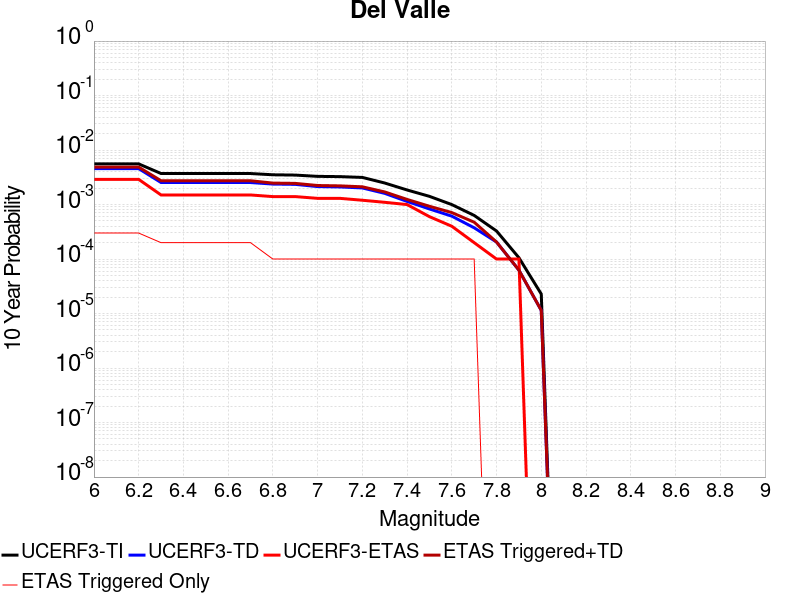 Del Valle
10 Year Probability
10 0
10 -1
10 -2
10 -3
10 -4
10 -5
10 -6
10 -7
10 -8
6 6.2 6.4 6.6 6.8 7 7.2 7.4 7.6 7.8 8 8.2 8.4 8.6 8.8 9
Magnitude
UCERF3-TI UCERF3-TD UCERF3-ETAS ETAS Triggered+TD
ETAS Triggered Only